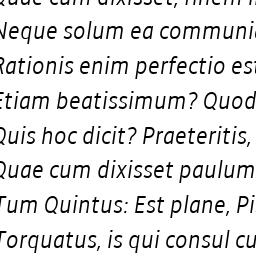 Quae cum dixisset, finem i
Neque solum ea communi
Rationis enim perfectio est
Etiam beatissimum? Quod
Quis hoc dicit? Praeteritis,
Quae cum dixisset paulum
Tum Quintus: Est plane, Pi
Torquatus, is qui consul cu